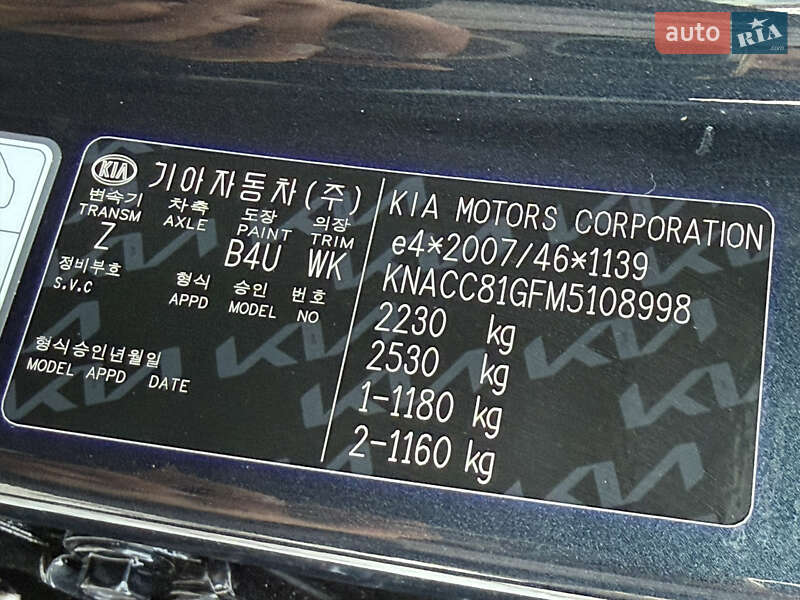 auto RIA
KIA 기아자동차(주)
변속기 차축 도장 의장
TRANSM AXLE PAINT TRIM
Z B4U WK
정비부호 형식 승인 번호
S.V.C APPD MODEL NO
형식승인년월일
MODEL APPD DATE
KIA MOTORS CORPORATION
e4*2007/46*1139
KNACC81GFM5108998
2230 kg
2530 kg
1-1180 kg
2-1160 kg